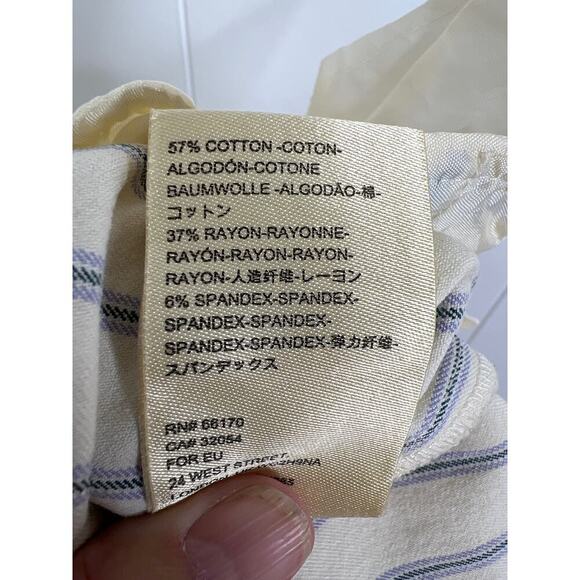 57% COTTON -COTON-
ALGODÓN-COTONE
BAUMWOLLE -ALGODÃO-棉-
コットン
37% RAYON-RAYONNE-
RAYÓN-RAYON-RAYON-
RAYON-人造纤维-レーヨン
6% SPANDEX-SPANDEX-
SPANDEX-SPANDEX-
SPANDEX-SPANDEX-弹力纤维-
スパンデックス
RN# 66170
CA# 32054
FOR EU
24 WEST STREET,